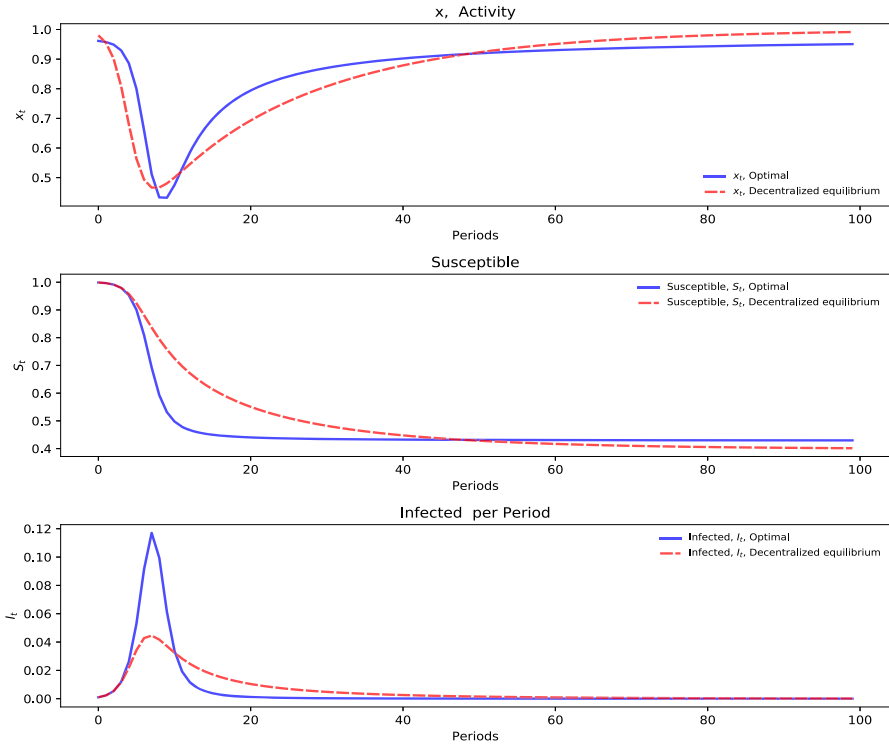 x, Activity
1.0
0.9
0.8
0.7
0.6
0.5
x_t
x_t, Optimal
x_t, Decentralized equilibrium
0 20 40 60 80 100
Periods
Susceptible
1.0
0.9
0.8
0.7
0.6
0.5
0.4
S_t
Susceptible, S_t, Optimal
Susceptible, S_t, Decentralized equilibrium
0 20 40 60 80 100
Periods
Infected per Period
0.12
0.10
0.08
0.06
0.04
0.02
0.00
I_t
Infected, I_t, Optimal
Infected, I_t, Decentralized equilibrium
0 20 40 60 80 100
Periods